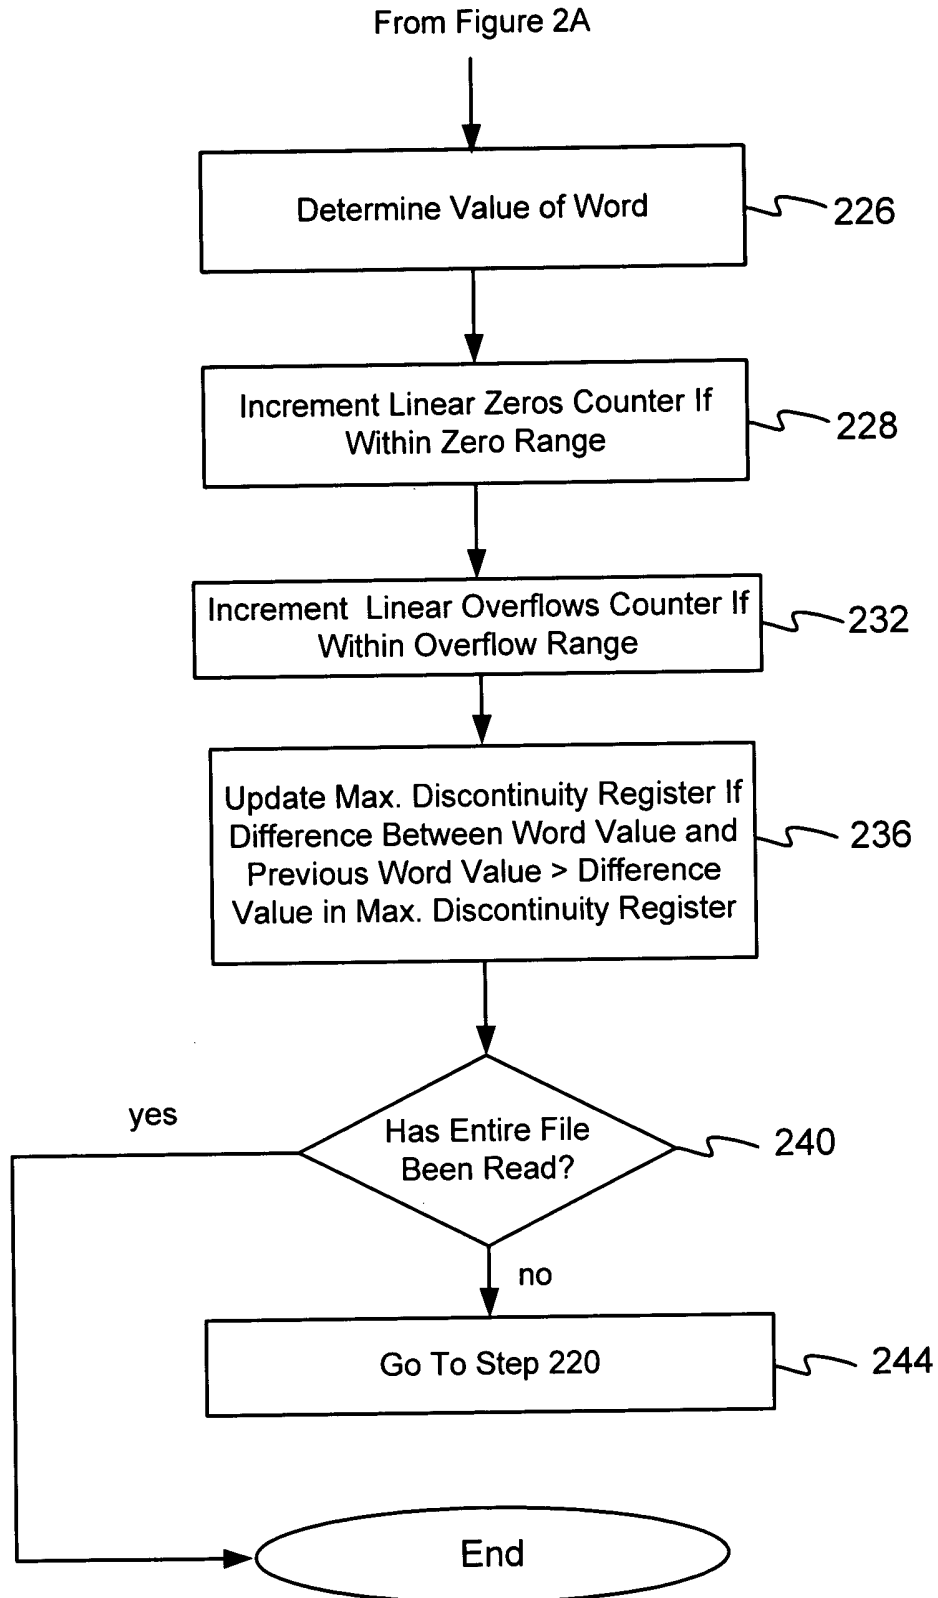 From Figure 2A
Determine Value of Word
226
Increment Linear Zeros Counter If
Within Zero Range
228
Increment Linear Overflows Counter If
Within Overflow Range
232
Update Max. Discontinuity Register If
Difference Between Word Value and
Previous Word Value > Difference
Value in Max. Discontinuity Register
236
yes
Has Entire File
Been Read?
240
no
Go To Step 220
244
End